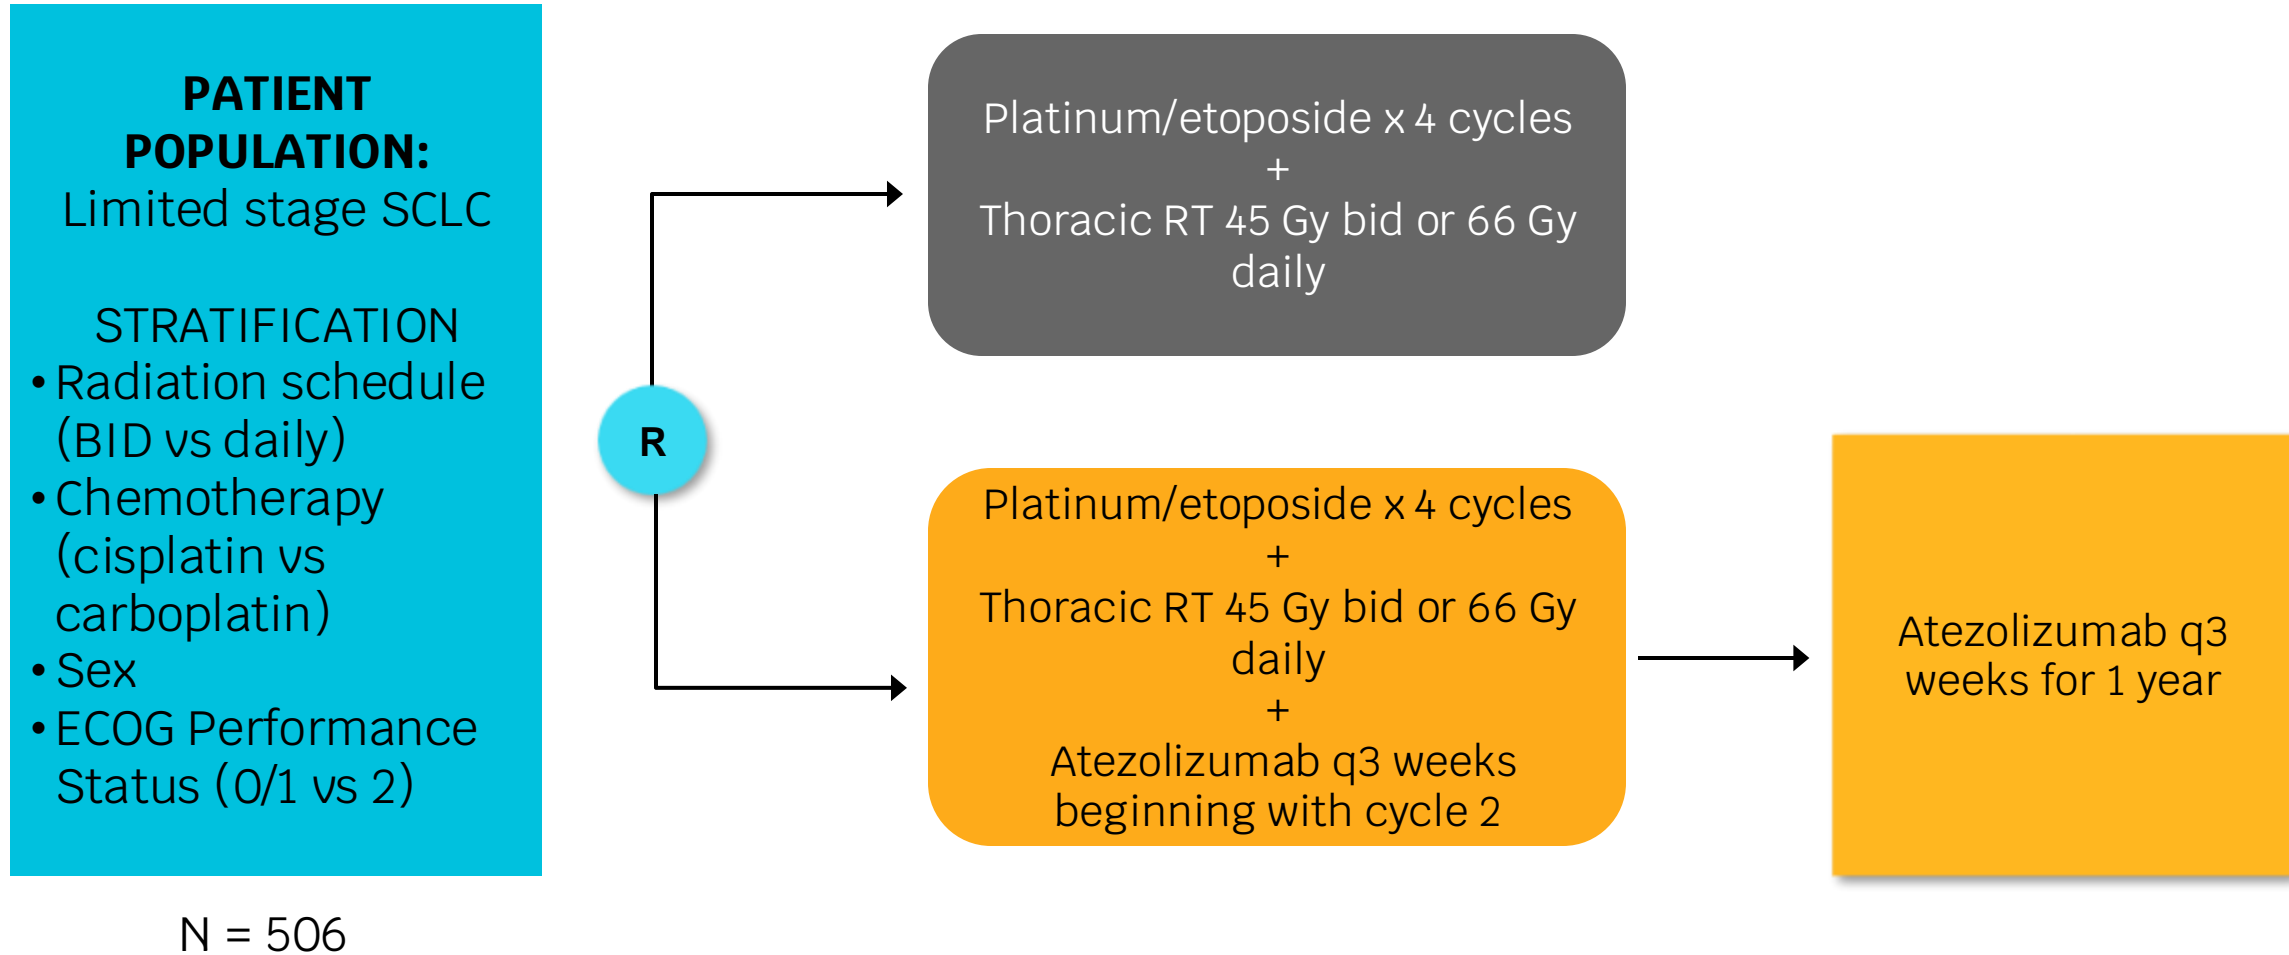 PATIENT
POPULATION:
Limited stage SCLC
STRATIFICATION
• Radiation schedule
(BID vs daily)
• Chemotherapy
(cisplatin vs
carboplatin)
• Sex
• ECOG Performance
Status (0/1 vs 2)
N = 506
R
Platinum/etoposide x 4 cycles
+
Thoracic RT 45 Gy bid or 66 Gy
daily
Platinum/etoposide x 4 cycles
+
Thoracic RT 45 Gy bid or 66 Gy
daily
+
Atezolizumab q3 weeks
beginning with cycle 2
Atezolizumab q3
weeks for 1 year